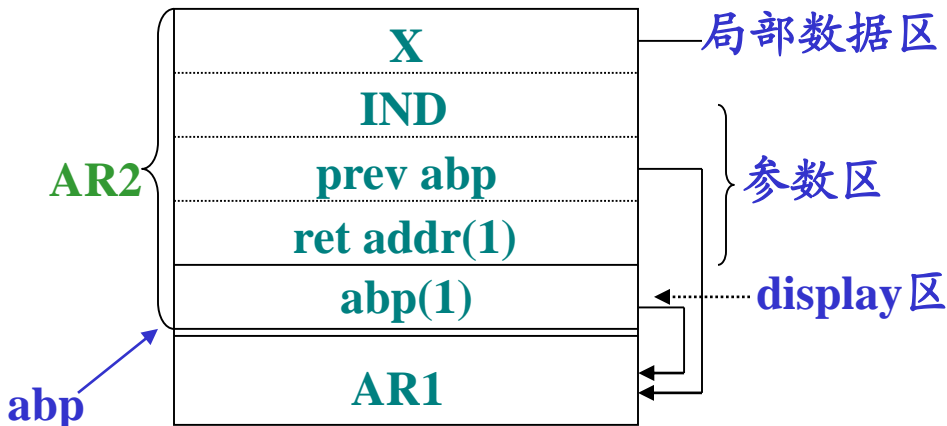 X
局部数据区
IND
AR2
prev abp
参数区
ret addr(1)
abp(1)
display区
abp
AR1